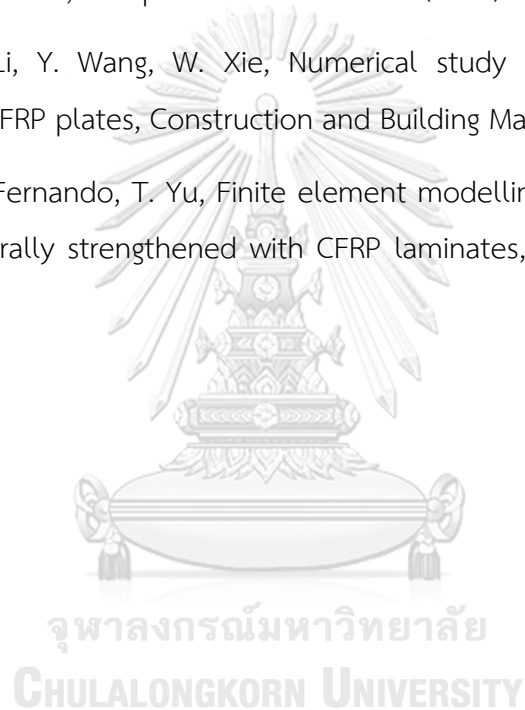 Li, Y. Wang, W. Xie, Numerical study
FRP plates, Construction and Building Ma
Fernando, T. Yu, Finite element modellin
rally strengthened with CFRP laminates,
จุฬาลงกรณ์มหาวิทยาลัย
CHULALONGKORN UNIVERSITY